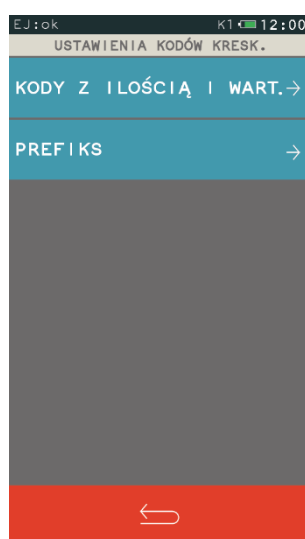 EJ:ok K1 12:00
USTAWIENIA KODÓW KRESK.
KODY Z ILOŚCIĄ I WART.→
PREFIKS →